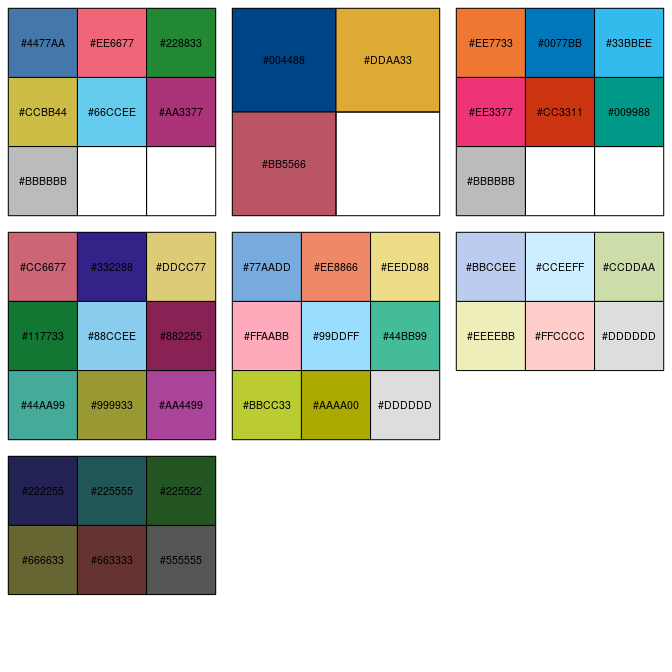 #4477AA #EE6677 #228833
#CCBB44 #66CCEE #AA3377
#BBBBBB
#004488 #DDAA33
#BB5566
#EE7733 #0077BB #33BBEE
#EE3377 #CC3311 #009988
#BBBBBB
#CC6677 #332288 #DDCC77
#117733 #88CCEE #882255
#44AA99 #999933 #AA4499
#77AADD #EE8866 #EEDD88
#FFAABB #99DDFF #44BB99
#BBCC33 #AAAA00 #DDDDDD
#BBCCEE #CCEEFF #CCDDAA
#EEEEBB #FFCCCC #DDDDDD
#222255 #225555 #225522
#666633 #663333 #555555